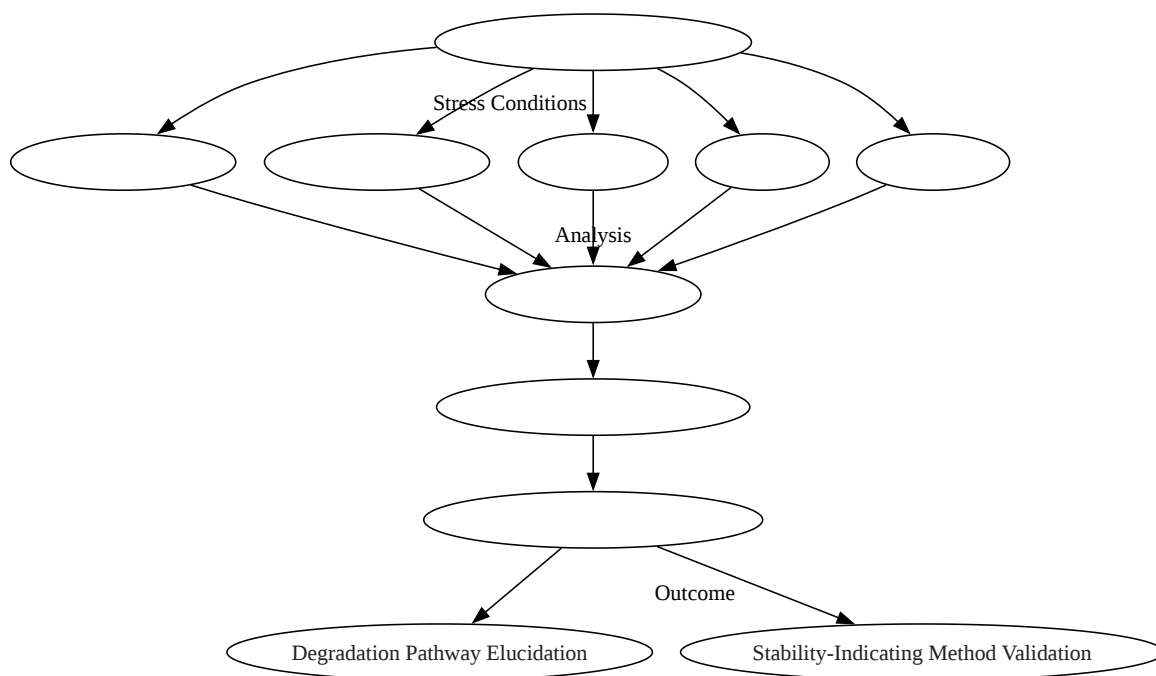 Stress Conditions
Analysis
Outcome
Degradation Pathway Elucidation
Stability-Indicating Method Validation